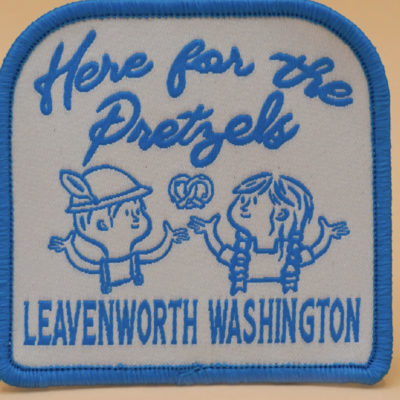 Here for the
Pretzels
LEAVENWORTH WASHINGTON